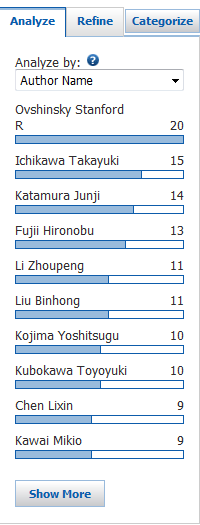 Analyze Refine Categorize
Analyze by: ?
Author Name
Ovshinsky Stanford
R 20
Ichikawa Takayuki 15
Katamura Junji 14
Fujii Hironobu 13
Li Zhoupeng 11
Liu Binhong 11
Kojima Yoshitsugu 10
Kubokawa Toyoyuki 10
Chen Lixin 9
Kawai Mikio 9
Show More